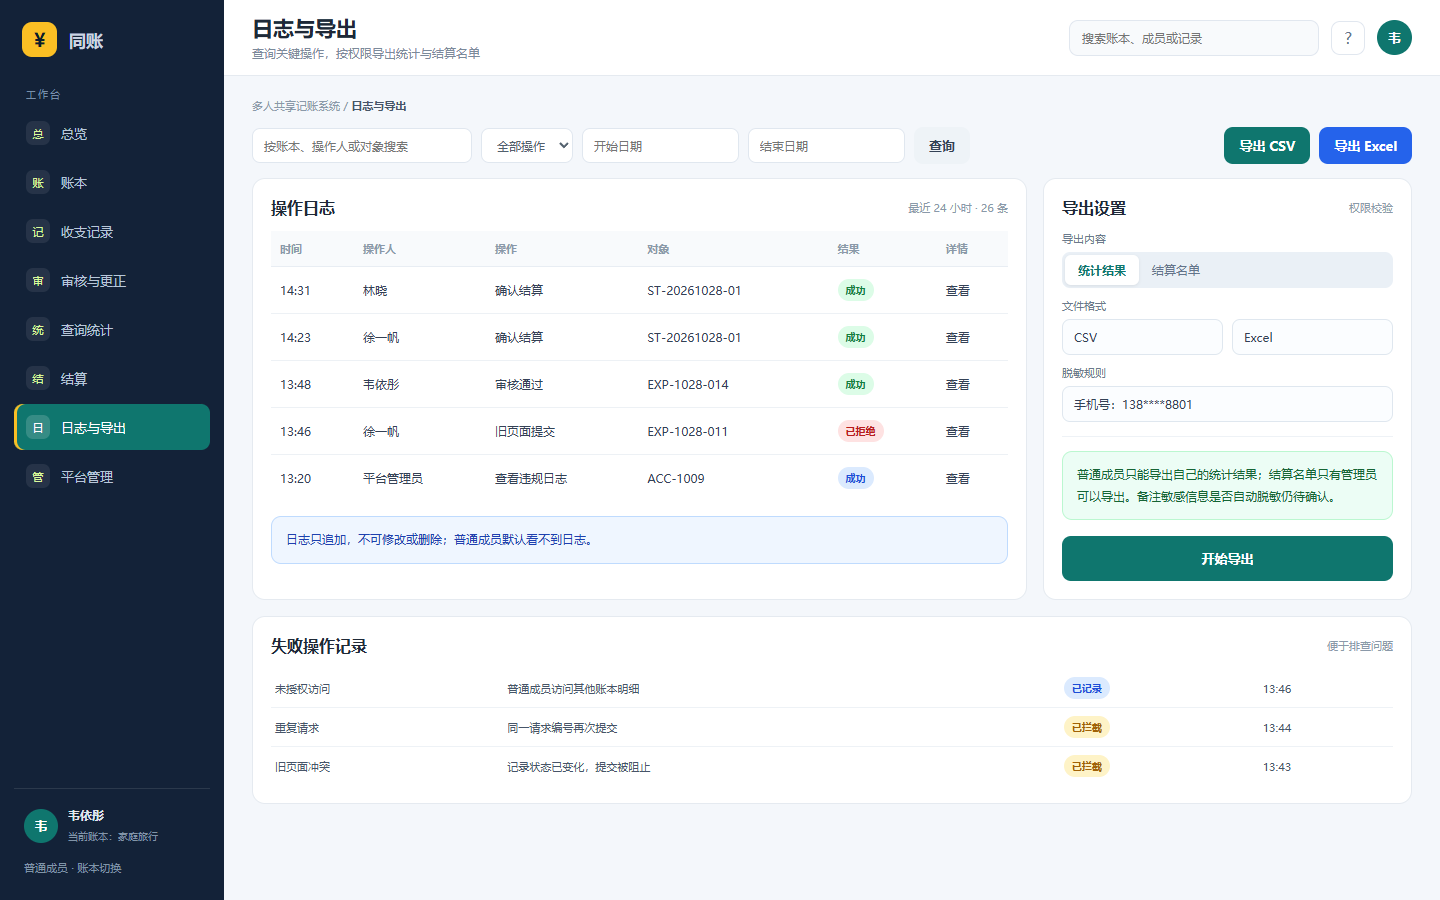 ¥ 同账
工作台
总 总览
账 账本
记 收支记录
审 审核与更正
统 查询统计
结 结算
日 日志与导出
管 平台管理
韦 韦依彤
当前账本：家庭旅行
普通成员 · 账本切换
日志与导出
查询关键操作，按权限导出统计与结算名单
搜索账本、成员或记录 ? 韦
多人共享记账系统 / 日志与导出
按账本、操作人或对象搜索 全部操作 开始日期 结束日期 查询 导出 CSV 导出 Excel
操作日志 最近 24 小时 · 26 条
时间 操作人 操作 对象 结果 详情
14:31 林晓 确认结算 ST-20261028-01 成功 查看
14:23 徐一帆 确认结算 ST-20261028-01 成功 查看
13:48 韦依彤 审核通过 EXP-1028-014 成功 查看
13:46 徐一帆 旧页面提交 EXP-1028-011 已拒绝 查看
13:20 平台管理员 查看违规日志 ACC-1009 成功 查看
日志只追加，不可修改或删除；普通成员默认看不到日志。
导出设置 权限校验
导出内容
统计结果 结算名单
文件格式
CSV Excel
脱敏规则
手机号：138****8801
普通成员只能导出自己的统计结果；结算名单只有管理员
可以导出。备注敏感信息是否自动脱敏仍待确认。
开始导出
失败操作记录 便于排查问题
未授权访问 普通成员访问其他账本明细 已记录 13:46
重复请求 同一请求编号再次提交 已拦截 13:44
旧页面冲突 记录状态已变化，提交被阻止 已拦截 13:43